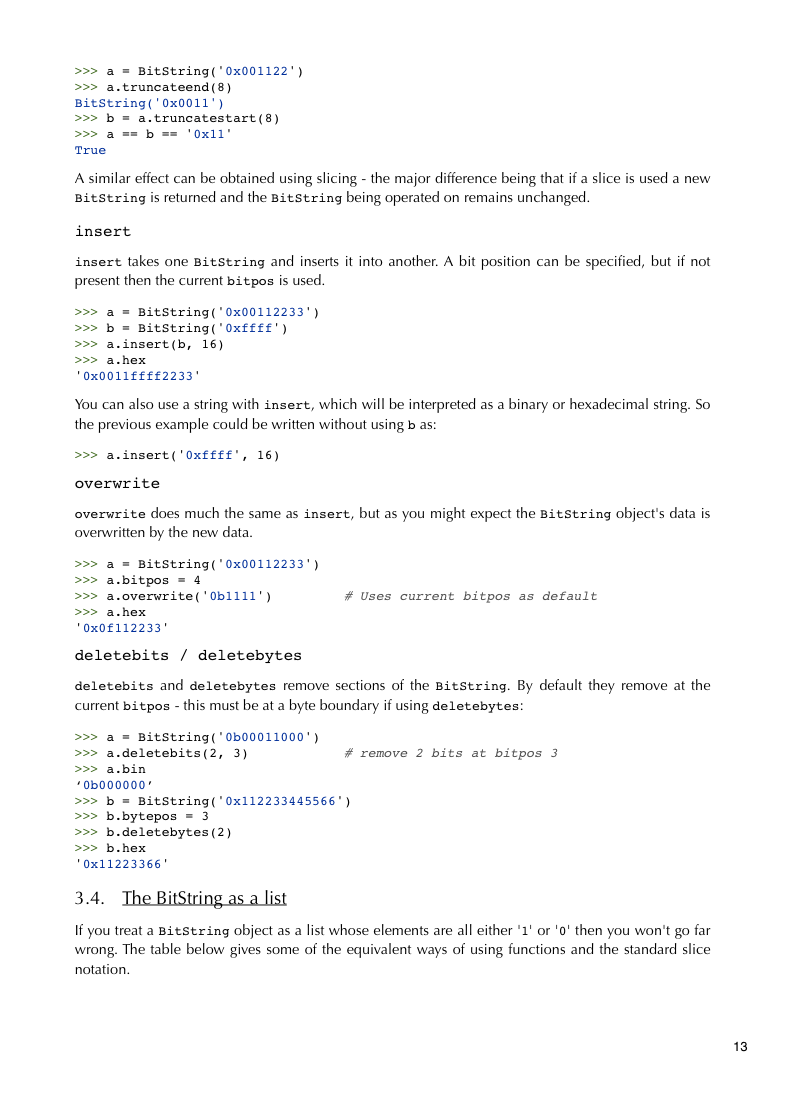 >>> a = BitString('0x001122')
>>> a.truncateend(8)
BitString('0x0011')
>>> b = a.truncatestart(8)
>>> a == b == '0x11'
True
A similar effect can be obtained using slicing - the major difference being that if a slice is used a new
BitString is returned and the BitString being operated on remains unchanged.
insert
insert takes one BitString and inserts it into another. A bit position can be specified, but if not
present then the current bitpos is used.
>>> a = BitString('0x00112233')
>>> b = BitString('0xffff')
>>> a.insert(b, 16)
>>> a.hex
'0x0011ffff2233'
You can also use a string with insert, which will be interpreted as a binary or hexadecimal string. So
the previous example could be written without using b as:
>>> a.insert('0xffff', 16)
overwrite
overwrite does much the same as insert, but as you might expect the BitString object's data is
overwritten by the new data.
>>> a = BitString('0x00112233')
>>> a.bitpos = 4
>>> a.overwrite('0b1111') # Uses current bitpos as default
>>> a.hex
'0x0f112233'
deletebits / deletebytes
deletebits and deletebytes remove sections of the BitString. By default they remove at the
current bitpos - this must be at a byte boundary if using deletebytes:
>>> a = BitString('0b00011000')
>>> a.deletebits(2, 3) # remove 2 bits at bitpos 3
>>> a.bin
‘0b000000’
>>> b = BitString('0x112233445566')
>>> b.bytepos = 3
>>> b.deletebytes(2)
>>> b.hex
'0x11223366'
3.4. The BitString as a list
If you treat a BitString object as a list whose elements are all either '1' or '0' then you won't go far
wrong. The table below gives some of the equivalent ways of using functions and the standard slice
notation.
13